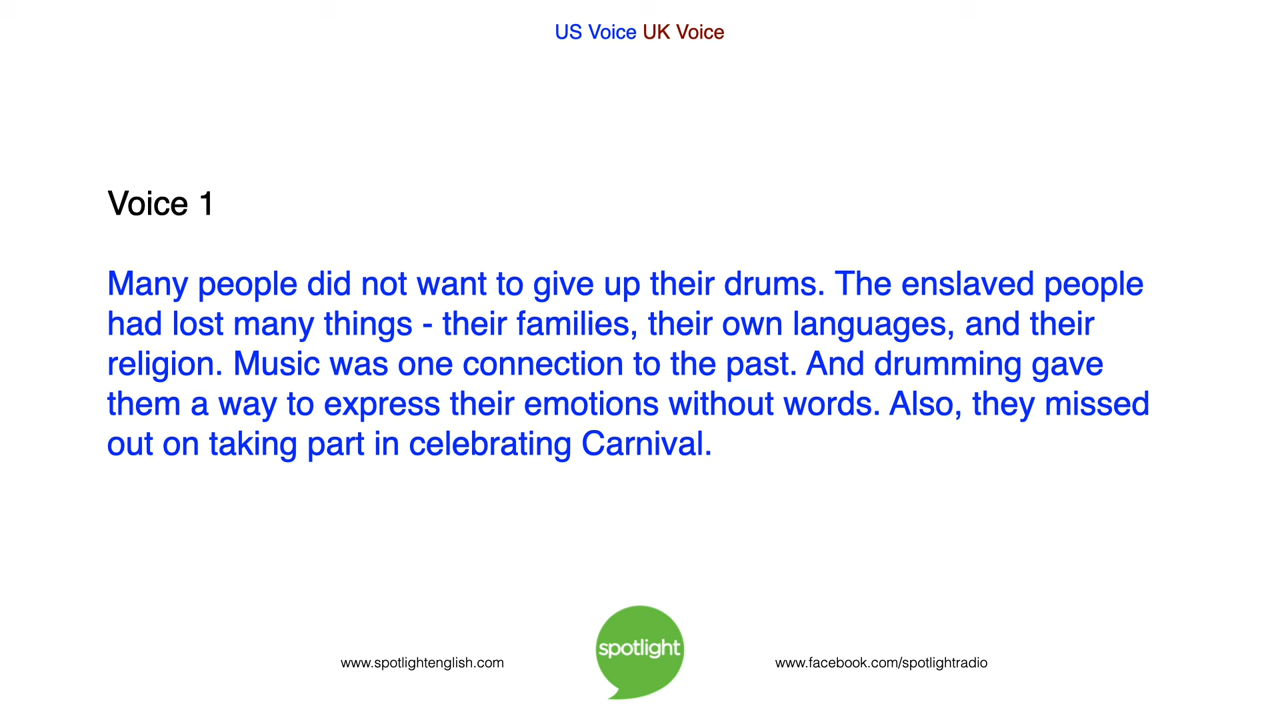 US Voice UK Voice
Voice 1
Many people did not want to give up their drums. The enslaved people
had lost many things - their families, their own languages, and their
religion. Music was one connection to the past. And drumming gave
them a way to express their emotions without words. Also, they missed
out on taking part in celebrating Carnival.
www.spotlightenglish.com
spotlight
www.facebook.com/spotlightradio